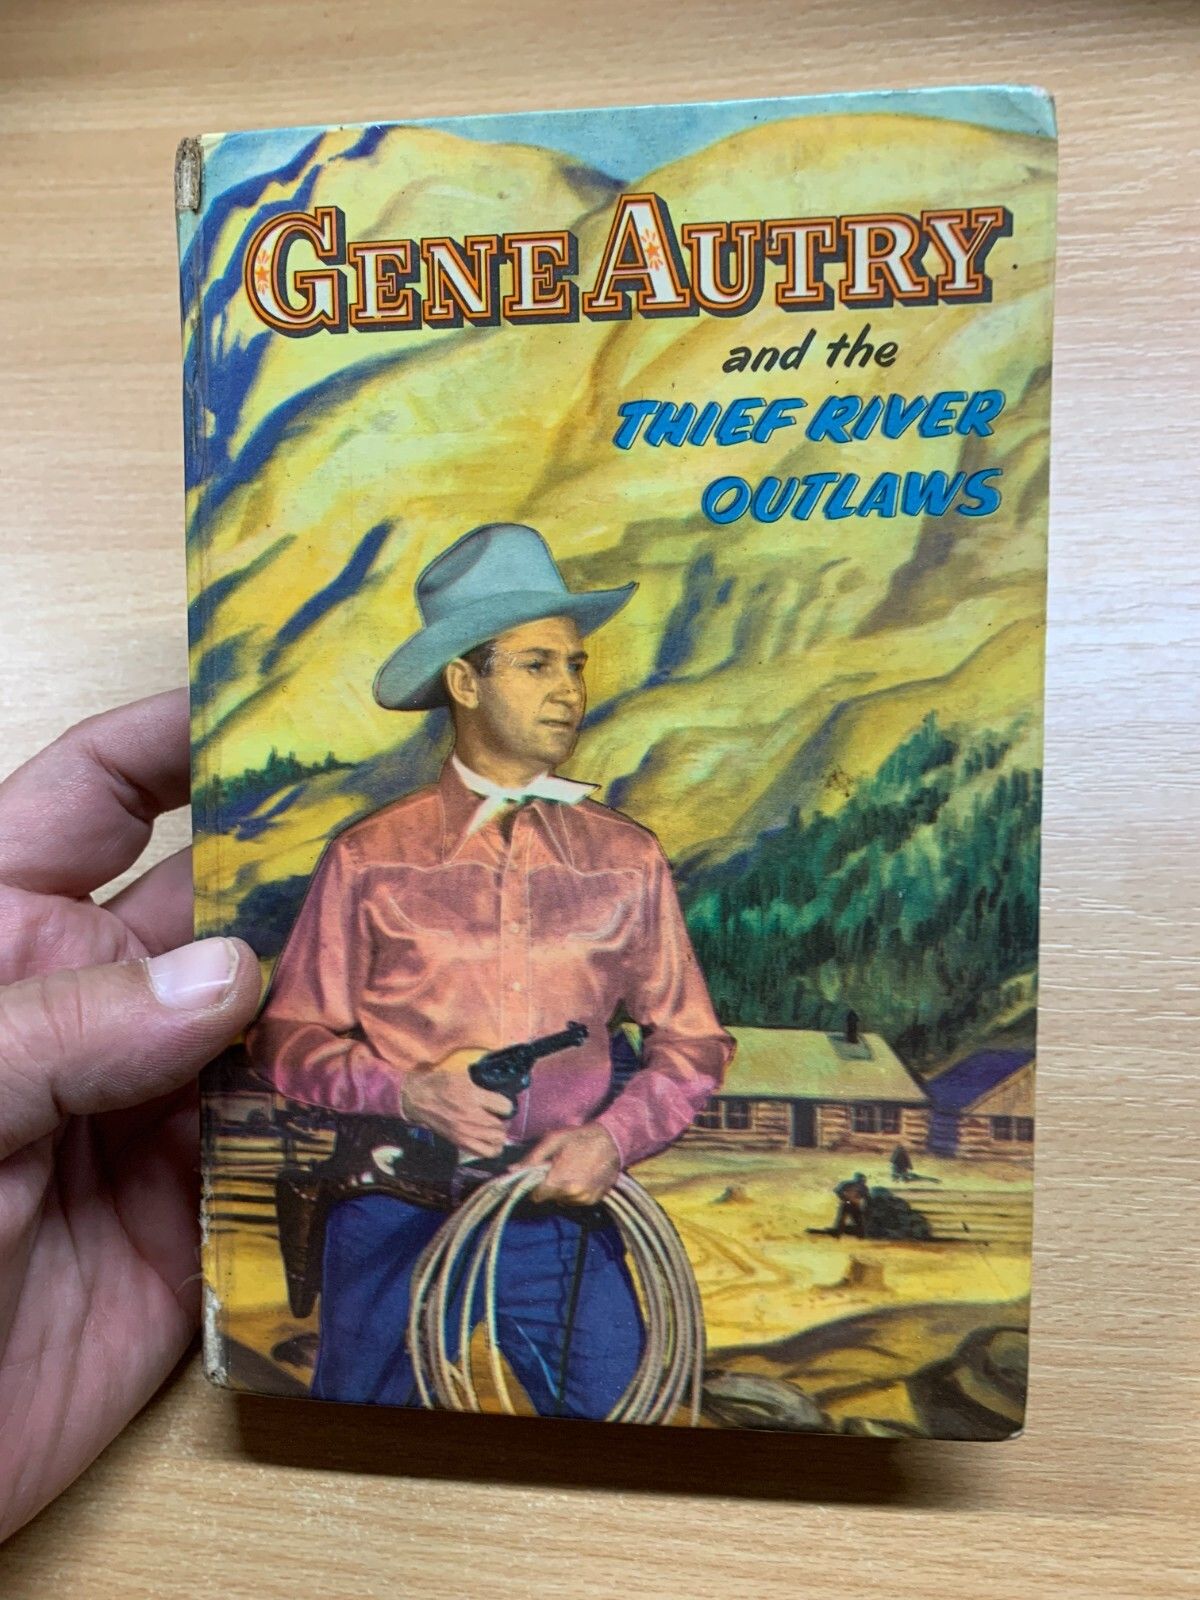 GENE AUTRY
and the
THIEF RIVER
OUTLAWS